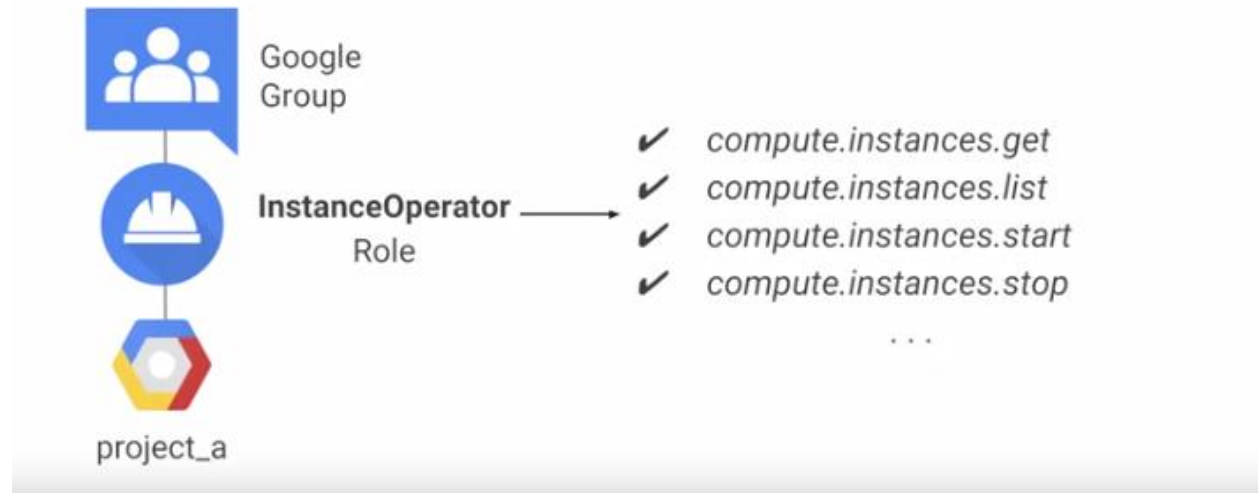 Google
Group
InstanceOperator
Role
project_a
✔ compute.instances.get
✔ compute.instances.list
✔ compute.instances.start
✔ compute.instances.stop
. . .